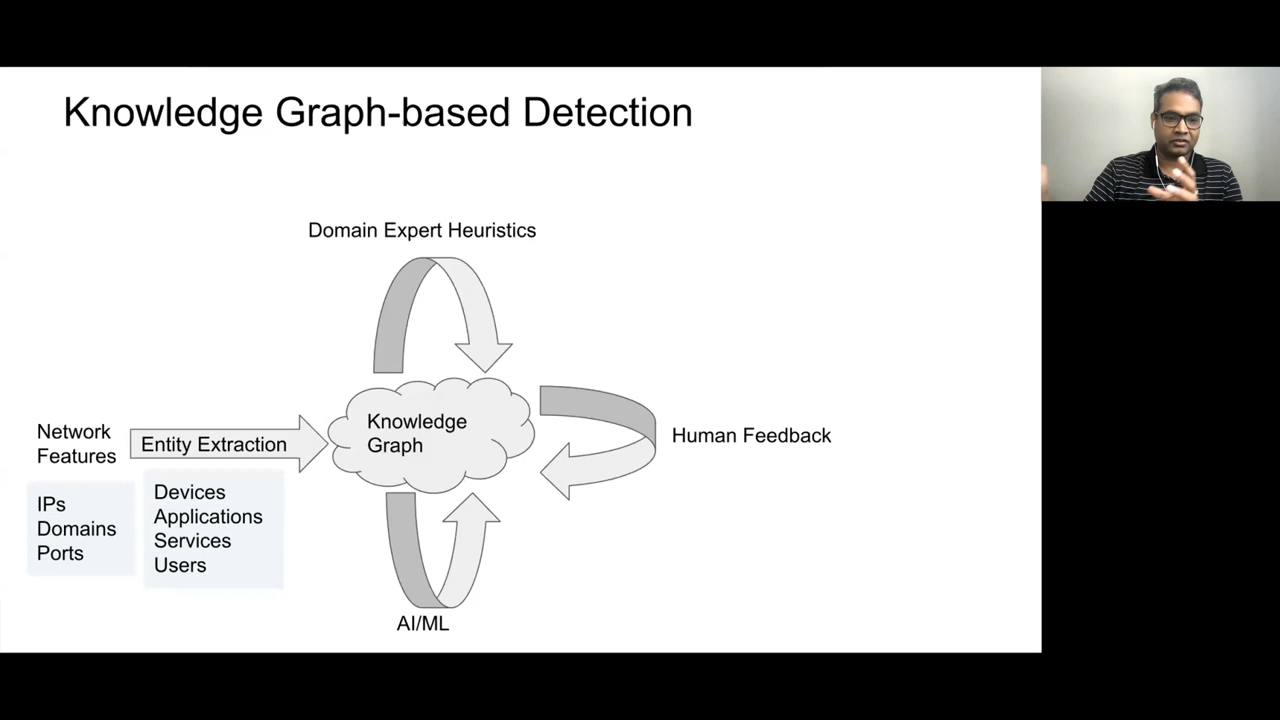 Knowledge Graph-based Detection
Domain Expert Heuristics
Knowledge
Graph
Network
Features
Entity Extraction
Human Feedback
IPs
Domains
Ports
Devices
Applications
Services
Users
AI/ML